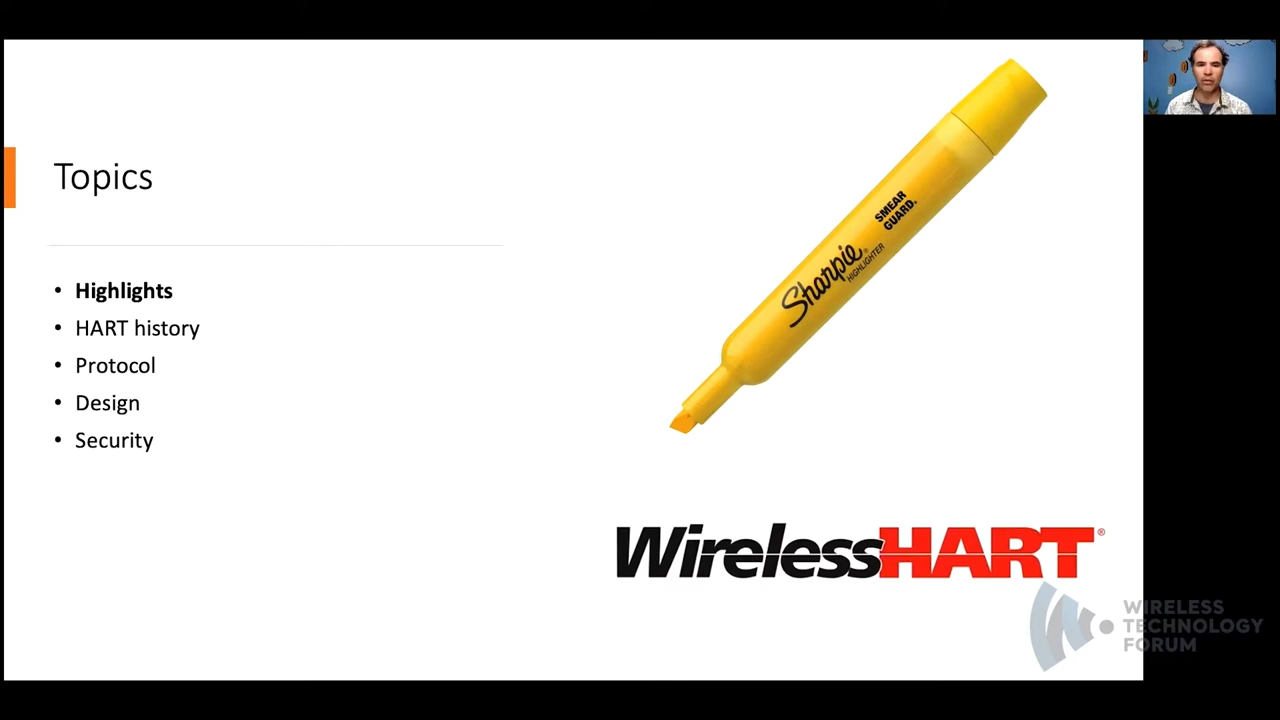 Topics
• Highlights
• HART history
• Protocol
• Design
• Security
SMEAR
GUARD®
Sharpie®
HIGHLIGHTER
WirelessHART®
WIRELESS
TECHNOLOGY
FORUM